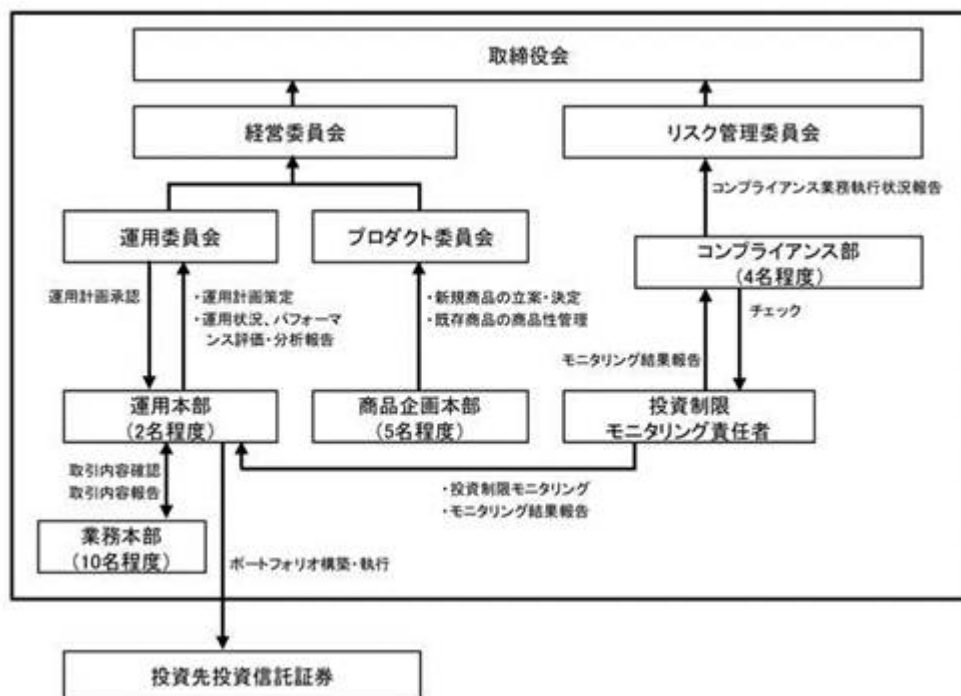 取締役会
経営委員会
リスク管理委員会
コンプライアンス業務執行状況報告
運用委員会
プロダクト委員会
コンプライアンス部
(4名程度)
運用計画承認
・運用計画策定
・運用状況、パフォーマ
ンス評価・分析報告
・新規商品の立案・決定
・既存商品の商品性管理
チェック
モニタリング結果報告
運用本部
(2名程度)
商品企画本部
(5名程度)
投資制限
モニタリング責任者
取引内容確認
取引内容報告
・投資制限モニタリング
・モニタリング結果報告
業務本部
(10名程度)
ポートフォリオ構築・執行
投資先投資信託証券